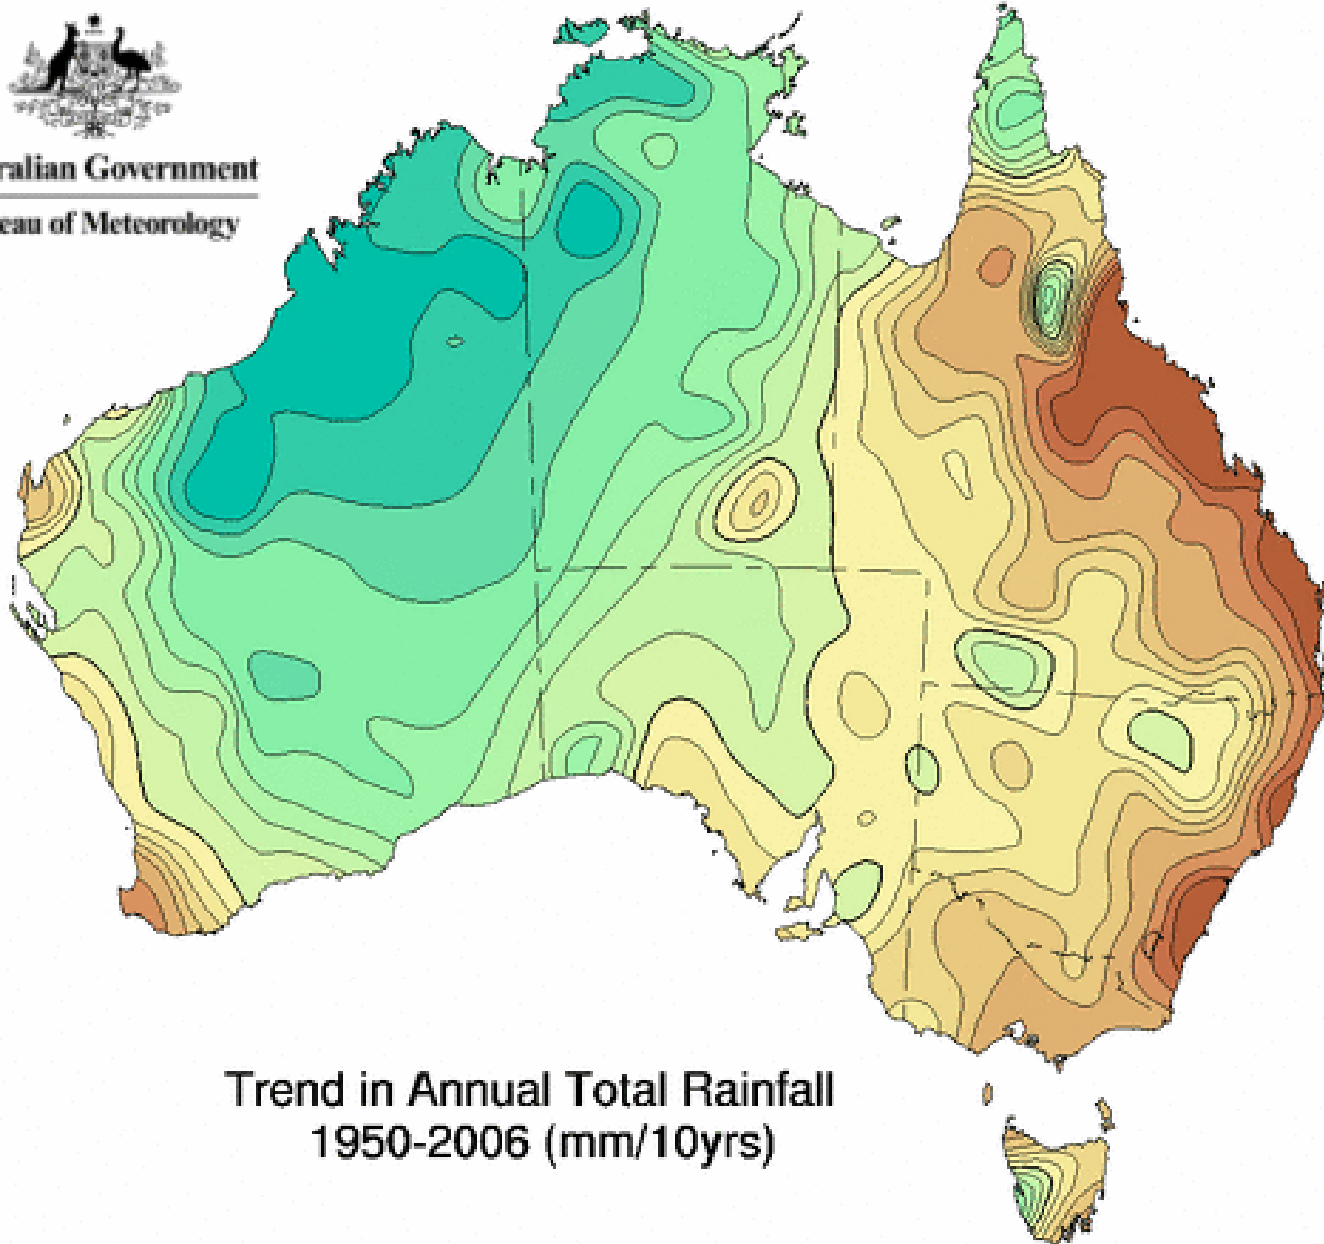 ralian Government
eau of Meteorology
Trend in Annual Total Rainfall
1950-2006 (mm/10yrs)